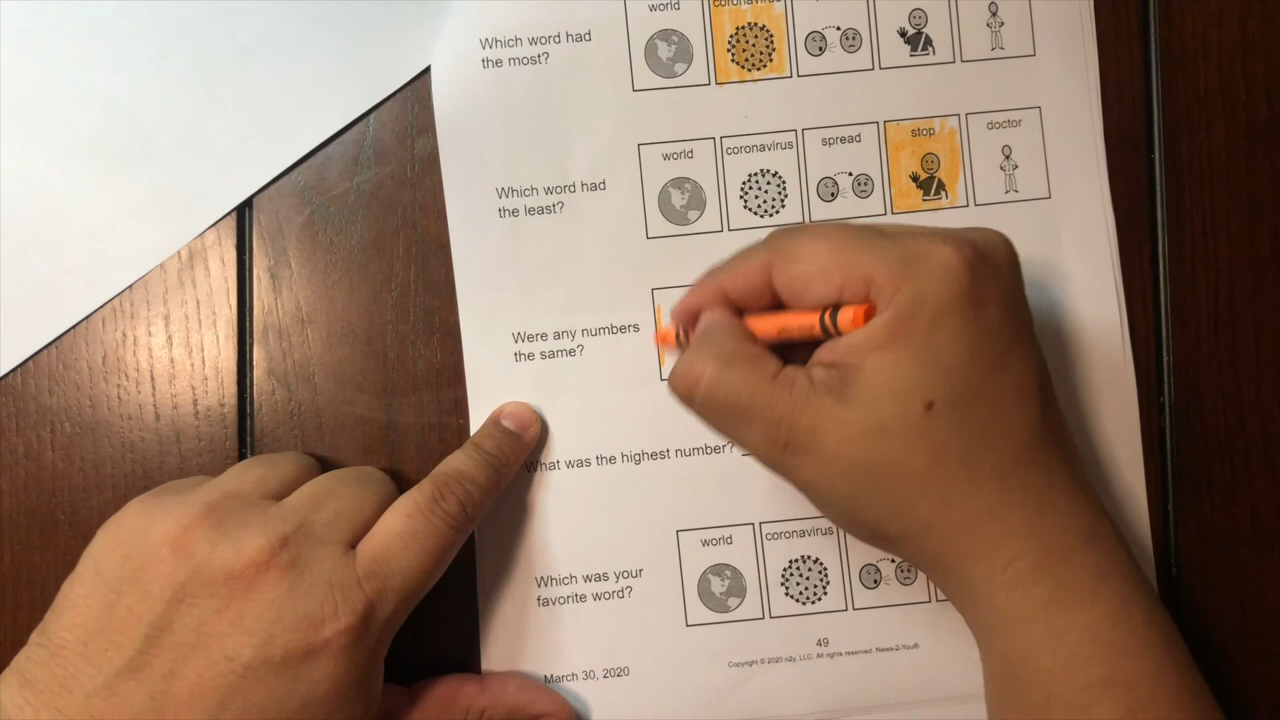 world
coronavirus
Which word had
the most?
world
coronavirus
spread
stop
doctor
Which word had
the least?
Were any numbers
the same?
What was the highest number?
world
coronavirus
Which was your
favorite word?
49
Copyright © 2020 n2y, LLC. All rights reserved. News-2-You®
March 30, 2020